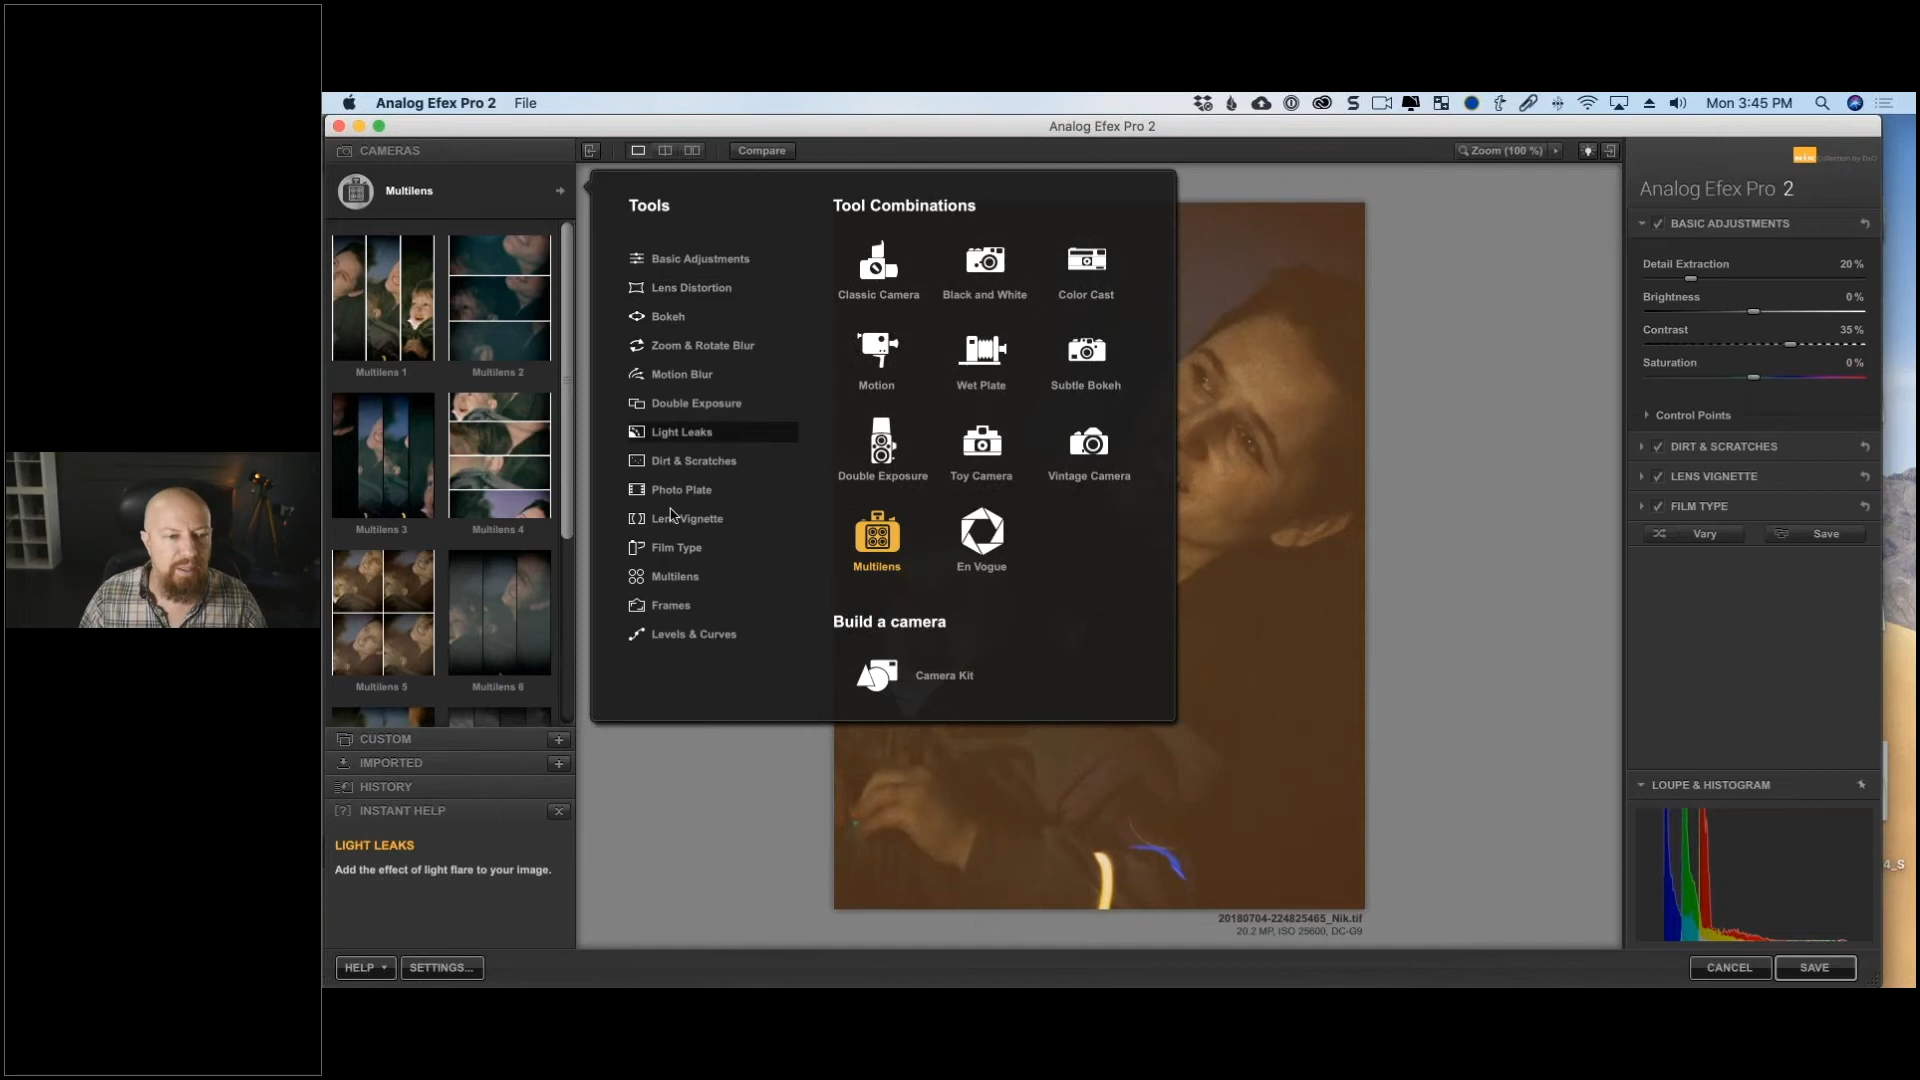 Analog Efex Pro 2 File
Mon 3:45 PM
Analog Efex Pro 2
CAMERAS
Compare
Zoom (100 %)
Collection by DxO
Multilens
Analog Efex Pro 2
Multilens 1
Multilens 2
Multilens 3
Multilens 4
Multilens 5
Multilens 6
CUSTOM
IMPORTED
HISTORY
[?] INSTANT HELP
LIGHT LEAKS
Add the effect of light flare to your image.
HELP
SETTINGS...
Tools
Basic Adjustments
Lens Distortion
Bokeh
Zoom & Rotate Blur
Motion Blur
Double Exposure
Light Leaks
Dirt & Scratches
Photo Plate
Lens Vignette
Film Type
Multilens
Frames
Levels & Curves
Tool Combinations
Classic Camera
Black and White
Color Cast
Motion
Wet Plate
Subtle Bokeh
Double Exposure
Toy Camera
Vintage Camera
Multilens
En Vogue
Build a camera
Camera Kit
20180704-224825465_Nik.tif
20.2 MP, ISO 25600, DC-G9
BASIC ADJUSTMENTS
Detail Extraction 20 %
Brightness 0 %
Contrast 35 %
Saturation 0 %
Control Points
DIRT & SCRATCHES
LENS VIGNETTE
FILM TYPE
Vary
Save
LOUPE & HISTOGRAM
4_S
CANCEL
SAVE